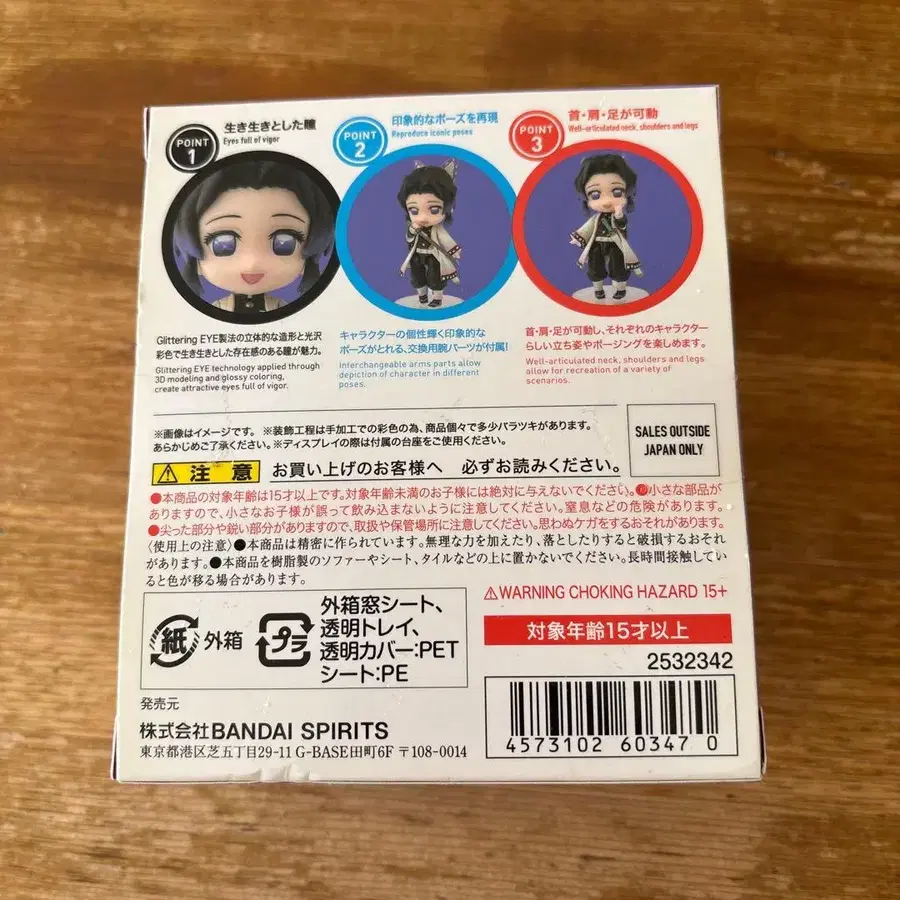 POINT
1
生き生きとした瞳
Eyes full of vigor
POINT
2
印象的なポーズを再現
Reproduce iconic poses
POINT
3
首・肩・足が可動
Well-articulated neck, shoulders and legs
Glittering EYE製法の立体的な造形と光沢
彩色で生き生きとした存在感のある瞳が魅力。
Glittering EYE technology applied through
3D modeling and glossy coloring,
create attractive eyes full of vigor.
キャラクターの個性輝く印象的な
ポーズがとれる、交換用腕パーツが付属!
Interchangeable arms parts allow
depiction of character in different
poses.
首・肩・足が可動し、それぞれのキャラクター
らしい立ち姿やポージングを楽しめます。
Well-articulated neck, shoulders and legs
allow for recreation of a variety of
scenarios.
※画像はイメージです。 ※装飾工程は手加工での彩色の為、商品個々で多少バラツキがあります。
あらかじめご了承ください。※ディスプレイの際は付属の台座をご使用ください。
SALES OUTSIDE
JAPAN ONLY
注 意 お買い上げのお客様へ 必ずお読みください。
●本商品の対象年齢は15才以上です。対象年齢未満のお子様には絶対に与えないでください。●小さな部品が
ありますので、小さなお子様が誤って飲み込まないように注意してください。窒息などの危険があります。
●尖った部分や鋭い部分がありますので、取扱や保管場所に注意してください。思わぬケガをするおそれがあります。
〈使用上の注意〉●本商品は精密に作られています。無理な力を加えたり、落としたりすると破損するおそれ
があります。●本商品を樹脂製のソファーやシート、タイルなどの上に置かないでください。長時間接触してい
ると色が移る場合があります。
⚠WARNING CHOKING HAZARD 15+
紙 外箱
プラ
外箱窓シート、
透明トレイ、
透明カバー:PET
シート:PE
対象年齢15才以上
2532342
発売元
株式会社BANDAI SPIRITS
東京都港区芝五丁目29-11 G-BASE田町6F 〒108-0014
4573102 603470